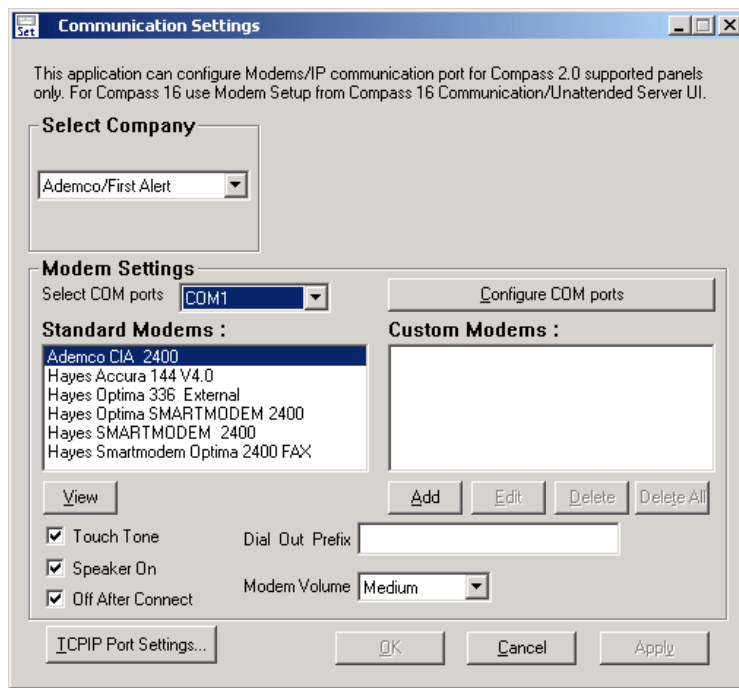 Set
Communication Settings
This application can configure Modems/IP communication port for Compass 2.0 supported panels
only. For Compass 16 use Modem Setup from Compass 16 Communication/Unattended Server UI.
Select Company
Ademco/First Alert
Modem Settings
Select COM ports COM1 Configure COM ports
Standard Modems : Custom Modems :
Ademco CIA 2400
Hayes Accura 144 V4.0
Hayes Optima 336 External
Hayes Optima SMARTMODEM 2400
Hayes SMARTMODEM 2400
Hayes Smartmodem Optima 2400 FAX
View Add Edit Delete Delete All
Touch Tone Dial Out Prefix
Speaker On
Modem Volume Medium
Off After Connect
TCPIP Port Settings... OK Cancel Apply